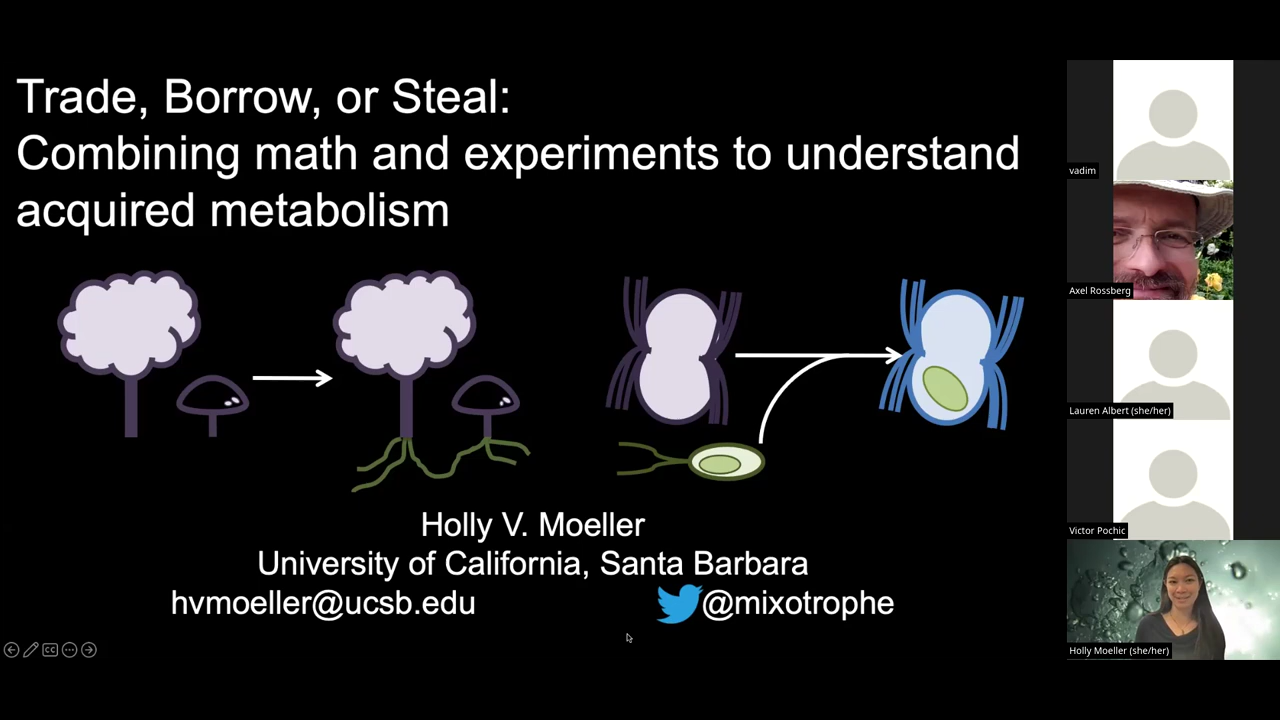 Trade, Borrow, or Steal:
Combining math and experiments to understand
acquired metabolism
Holly V. Moeller
University of California, Santa Barbara
hvmoeller@ucsb.edu
@mixotrophe
CC
vadim
Axel Rossberg
Lauren Albert (she/her)
Victor Pochic
Holly Moeller (she/her)